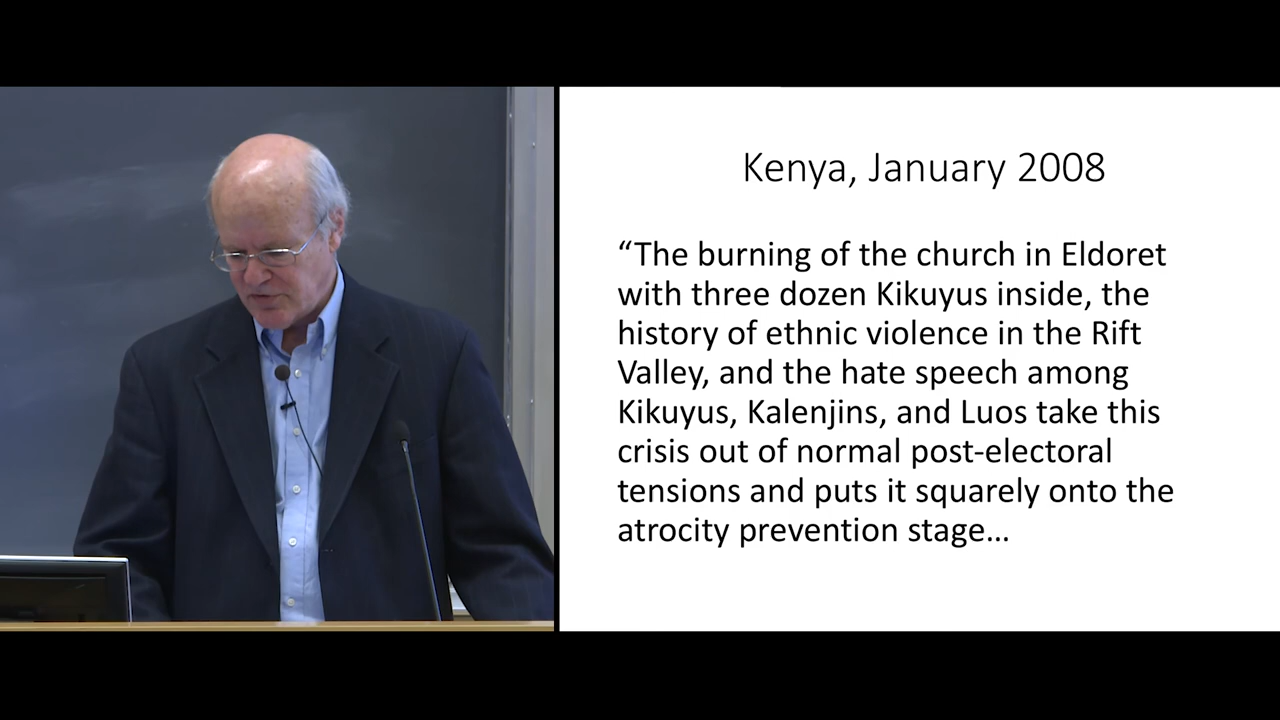 Kenya, January 2008
“The burning of the church in Eldoret
with three dozen Kikuyus inside, the
history of ethnic violence in the Rift
Valley, and the hate speech among
Kikuyus, Kalenjins, and Luos take this
crisis out of normal post-electoral
tensions and puts it squarely onto the
atrocity prevention stage…